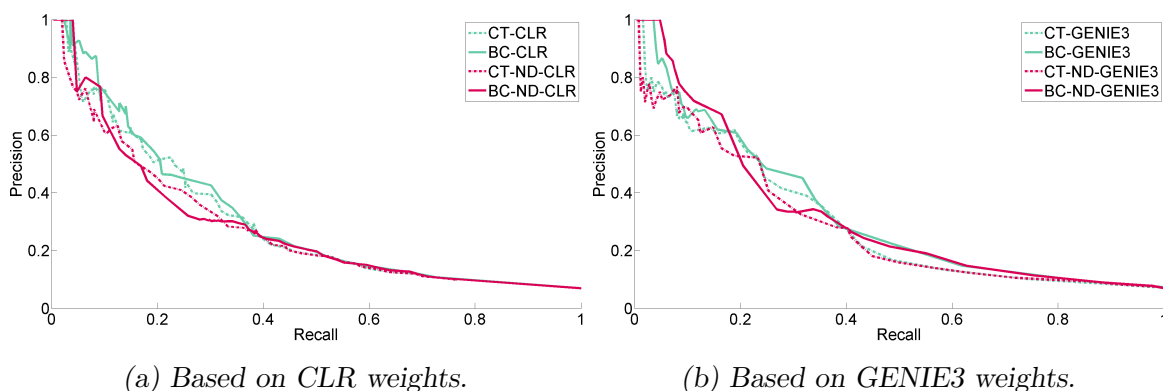 CT-CLR
BC-CLR
CT-ND-CLR
BC-ND-CLR
Precision
1
0.8
0.6
0.4
0.2
0
0
0.2
0.4
0.6
0.8
1
Recall
(a) Based on CLR weights.
CT-GENIE3
BC-GENIE3
CT-ND-GENIE3
BC-ND-GENIE3
Precision
1
0.8
0.6
0.4
0.2
0
0
0.2
0.4
0.6
0.8
1
Recall
(b) Based on GENIE3 weights.